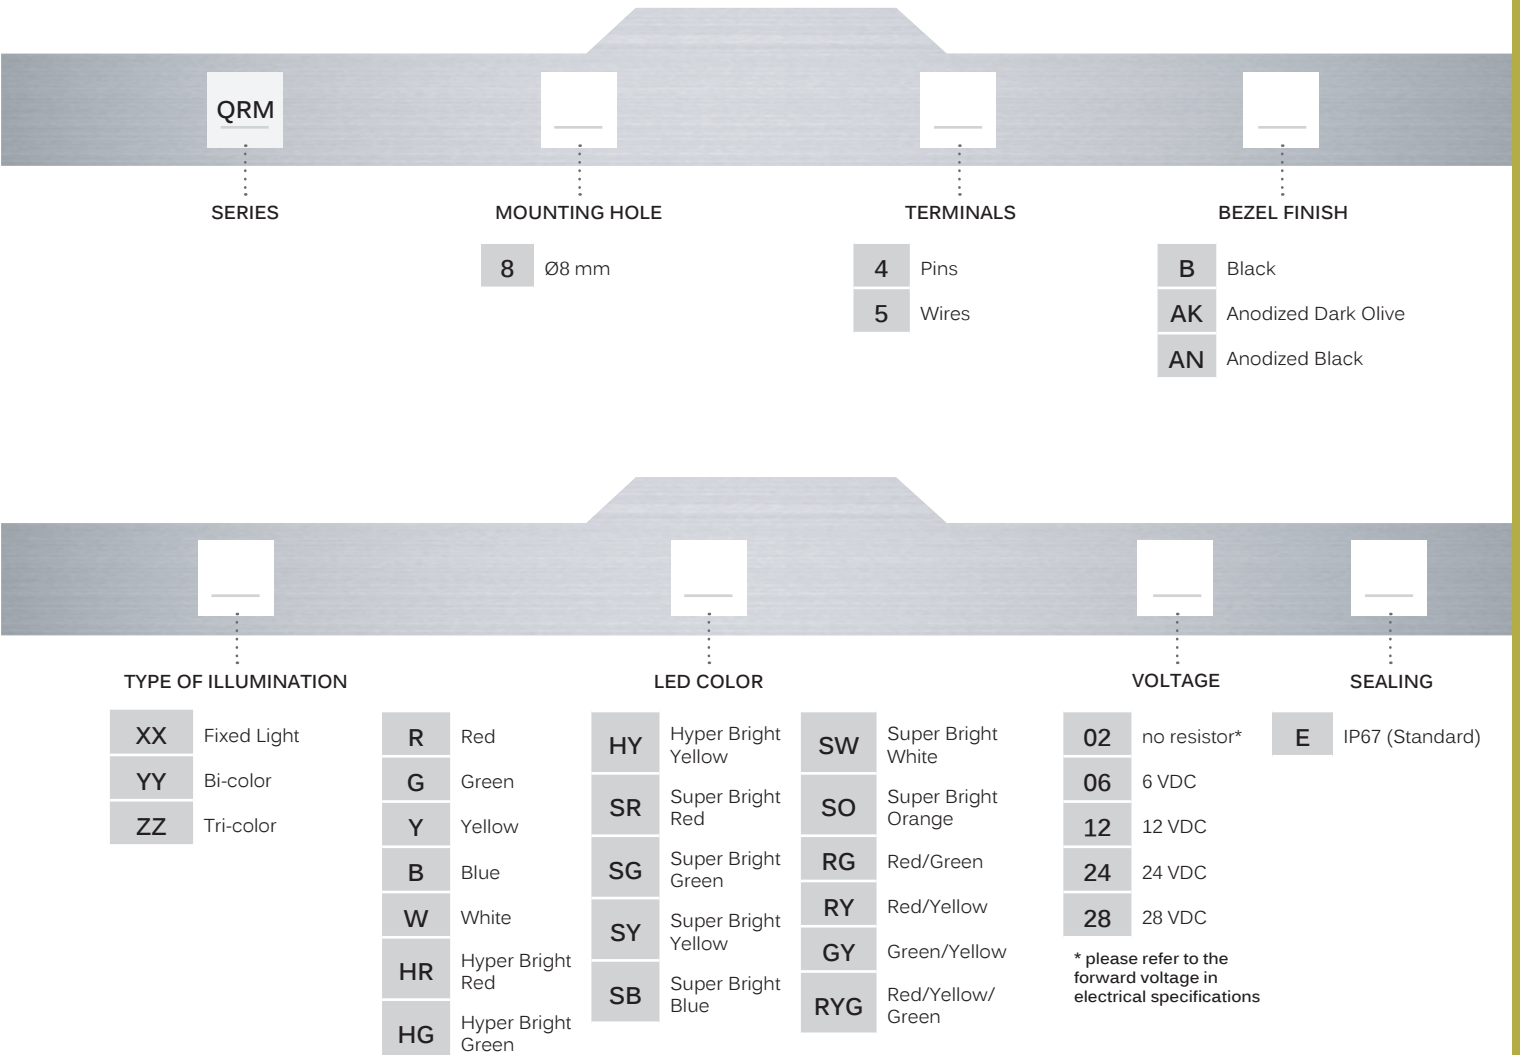 QRM
SERIES
MOUNTING HOLE
8 Ø8 mm
TERMINALS
4 Pins
5 Wires
BEZEL FINISH
B Black
AK Anodized Dark Olive
AN Anodized Black
TYPE OF ILLUMINATION
XX Fixed Light
YY Bi-color
ZZ Tri-color
LED COLOR
R Red
G Green
Y Yellow
B Blue
W White
HR Hyper Bright
Red
HG Hyper Bright
Green
HY Hyper Bright
Yellow
SR Super Bright
Red
SG Super Bright
Green
SY Super Bright
Yellow
SB Super Bright
Blue
SW Super Bright
White
SO Super Bright
Orange
RG Red/Green
RY Red/Yellow
GY Green/Yellow
RYG Red/Yellow/
Green
VOLTAGE
02 no resistor*
06 6 VDC
12 12 VDC
24 24 VDC
28 28 VDC
* please refer to the
forward voltage in
electrical specifications
SEALING
E IP67 (Standard)